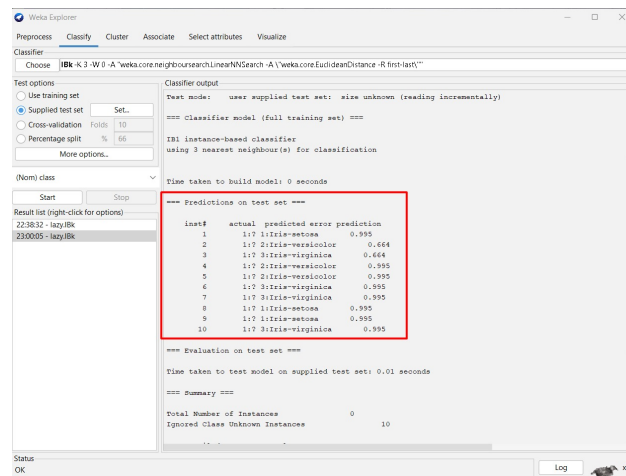 Weka Explorer
Preprocess Classify Cluster Associate Select attributes Visualize
Classifier
Choose IBk -K 3 -W 0 -A "weka.core.neighboursearch.LinearNNSearch -A \"weka.core.EuclideanDistance -R first-last\""
Test options
Use training set
Supplied test set Set...
Cross-validation Folds 10
Percentage split % 66
More options...
(Nom) class
Start Stop
Result list (right-click for options)
22:38:32 - lazy.IBk
23:00:05 - lazy.IBk
Classifier output
Test mode: user supplied test set: size unknown (reading incrementally)
=== Classifier model (full training set) ===
IB1 instance-based classifier
using 3 nearest neighbour(s) for classification
Time taken to build model: 0 seconds
=== Predictions on test set ===
inst# actual predicted error prediction
1 1:? 1:Iris-setosa 0.995
2 1:? 2:Iris-versicolor 0.664
3 1:? 3:Iris-virginica 0.664
4 1:? 2:Iris-versicolor 0.995
5 1:? 2:Iris-versicolor 0.995
6 1:? 3:Iris-virginica 0.995
7 1:? 3:Iris-virginica 0.995
8 1:? 1:Iris-setosa 0.995
9 1:? 1:Iris-setosa 0.995
10 1:? 3:Iris-virginica 0.995
=== Evaluation on test set ===
Time taken to test model on supplied test set: 0.01 seconds
=== Summary ===
Total Number of Instances 0
Ignored Class Unknown Instances 10
Status
OK
Log
x